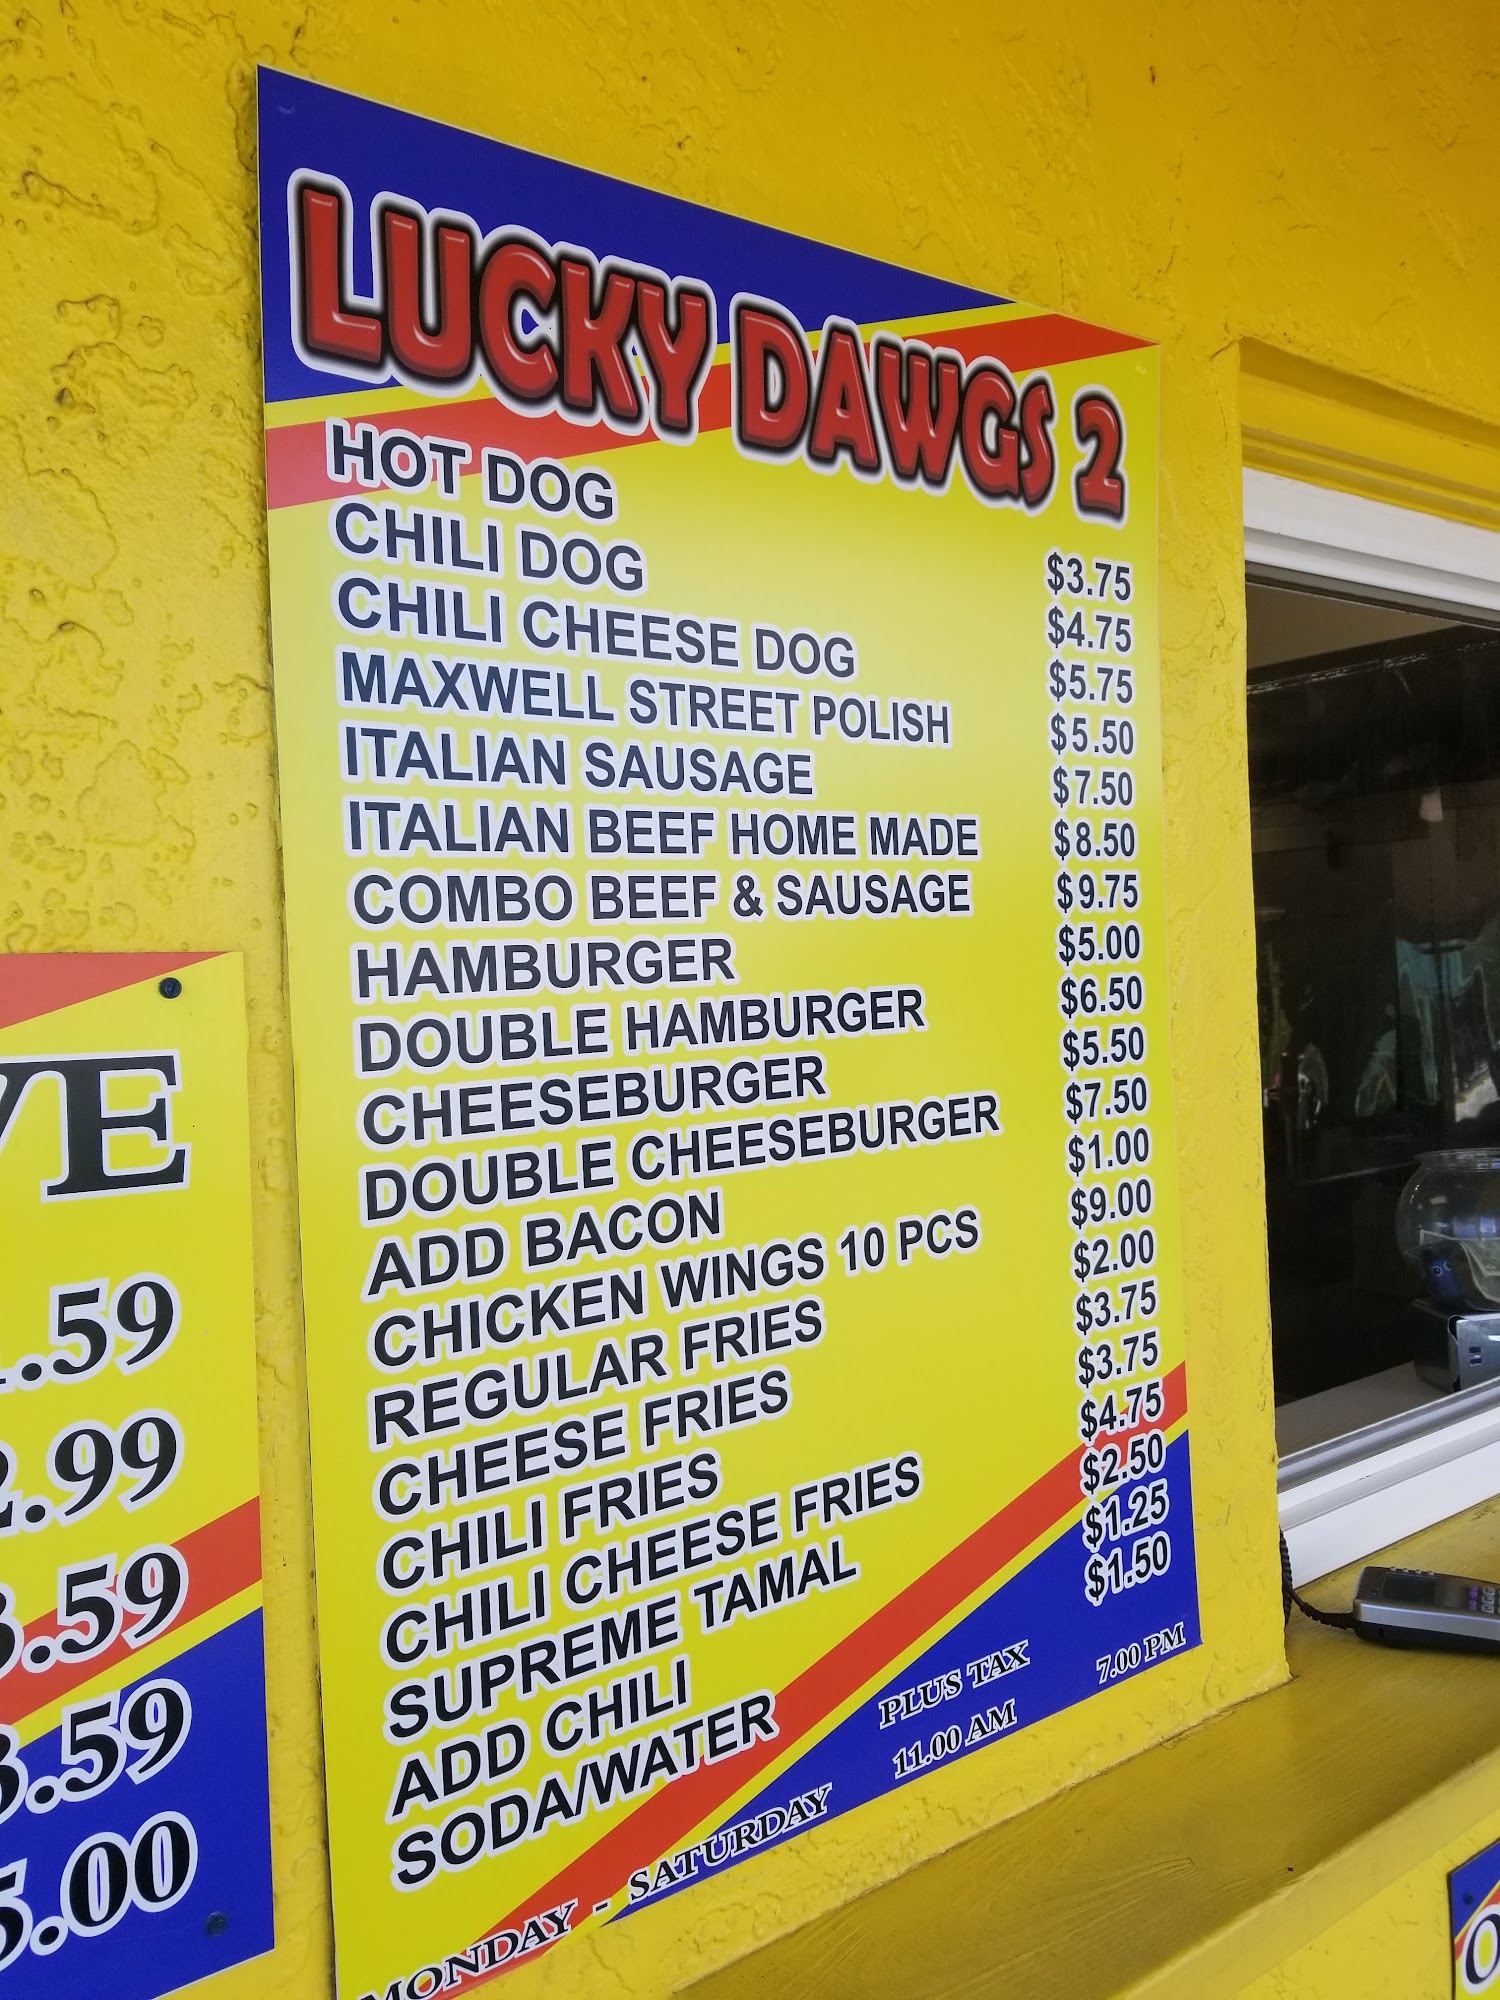 LUCKY DAWGS 2
HOT DOG $3.75
CHILI DOG $4.75
CHILI CHEESE DOG $5.75
MAXWELL STREET POLISH $5.50
ITALIAN SAUSAGE $7.50
ITALIAN BEEF HOME MADE $8.50
COMBO BEEF & SAUSAGE $9.75
HAMBURGER $5.00
DOUBLE HAMBURGER $6.50
CHEESEBURGER $5.50
DOUBLE CHEESEBURGER $7.50
ADD BACON $1.00
CHICKEN WINGS 10 PCS $9.00
REGULAR FRIES $2.00
CHEESE FRIES $3.75
CHILI FRIES $3.75
CHILI CHEESE FRIES $4.75
SUPREME TAMAL $2.50
ADD CHILI $1.25
SODA/WATER $1.50
PLUS TAX
MONDAY - SATURDAY 11.00 AM 7.00 PM
VE
.59
.99
.59
.59
.00